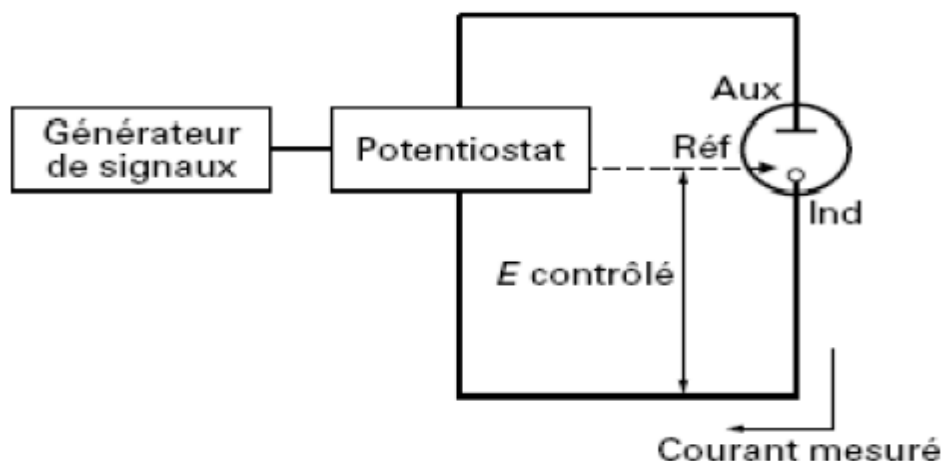 Générateur
de signaux
Potentiostat
Aux
Réf
Ind
E contrôlé
Courant mesuré